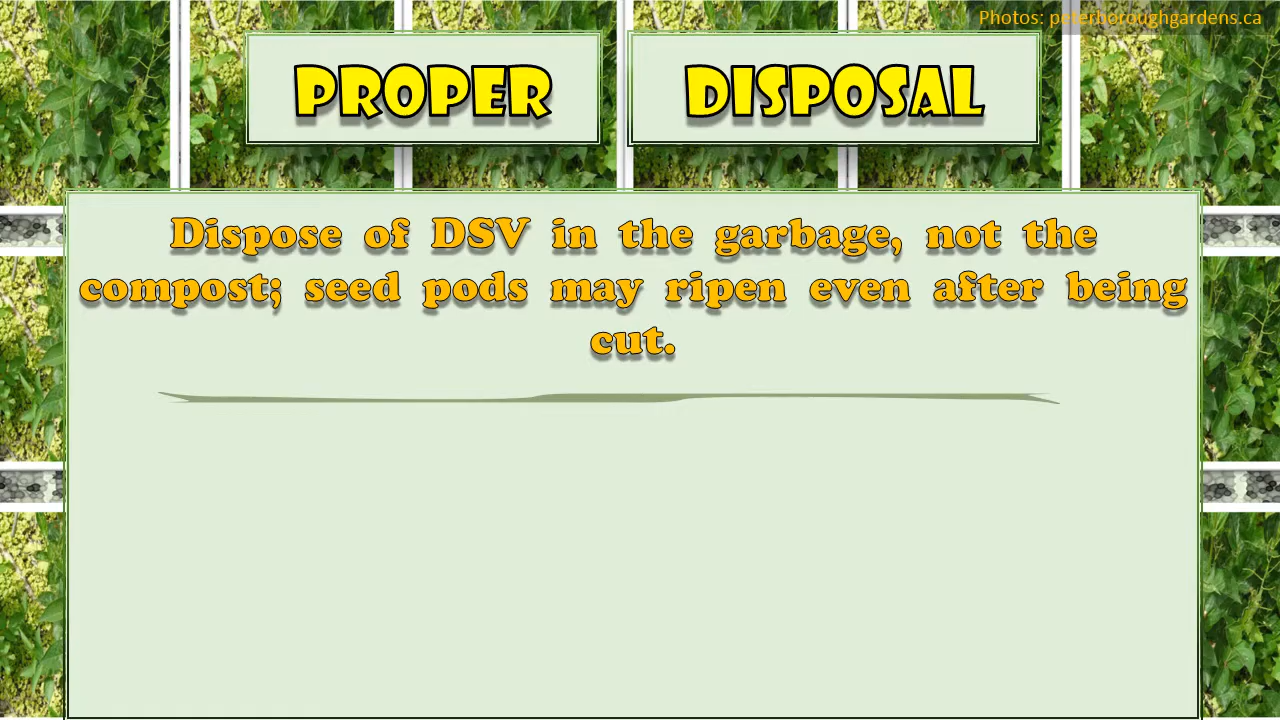 Photos: peterboroughgardens.ca
PROPER DISPOSAL
Dispose of DSV in the garbage, not the
compost; seed pods may ripen even after being
cut.